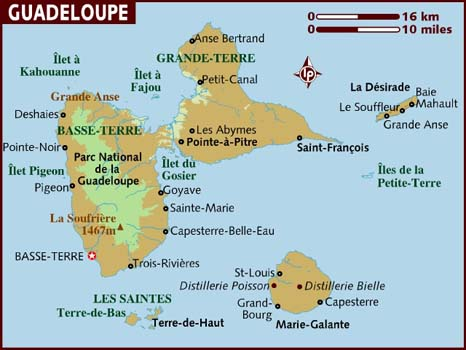 GUADELOUPE
0 16 km
0 10 miles
Anse Bertrand
Îlet à
Kahouanne
GRANDE-TERRE
Îlet à
Fajou
Petit-Canal
lp
La Désirade
Baie
Mahault
Le Souffleur
Grande Anse
Grande Anse
Deshaies
BASSE-TERRE
Les Abymes
Pointe-à-Pitre
Saint-François
Pointe-Noir
Parc National
de la
Guadeloupe
Îlet du
Gosier
Îles de la
Petite-Terre
Îlet Pigeon
Pigeon
Goyave
Sainte-Marie
La Soufrière
1467m
Capesterre-Belle-Eau
BASSE-TERRE
Trois-Rivières
St-Louis
Distillerie Poisson
Distillerie Bielle
LES SAINTES
Terre-de-Bas
Terre-de-Haut
Grand-
Bourg
Capesterre
Marie-Galante